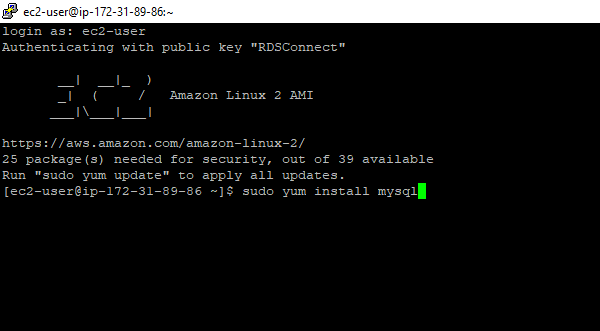 ec2-user@ip-172-31-89-86:~
login as: ec2-user
Authenticating with public key "RDSConnect"
       __|  __|_  )
       _|  (     /   Amazon Linux 2 AMI
      ___|\___|___|
https://aws.amazon.com/amazon-linux-2/
25 package(s) needed for security, out of 39 available
Run "sudo yum update" to apply all updates.
[ec2-user@ip-172-31-89-86 ~]$ sudo yum install mysql